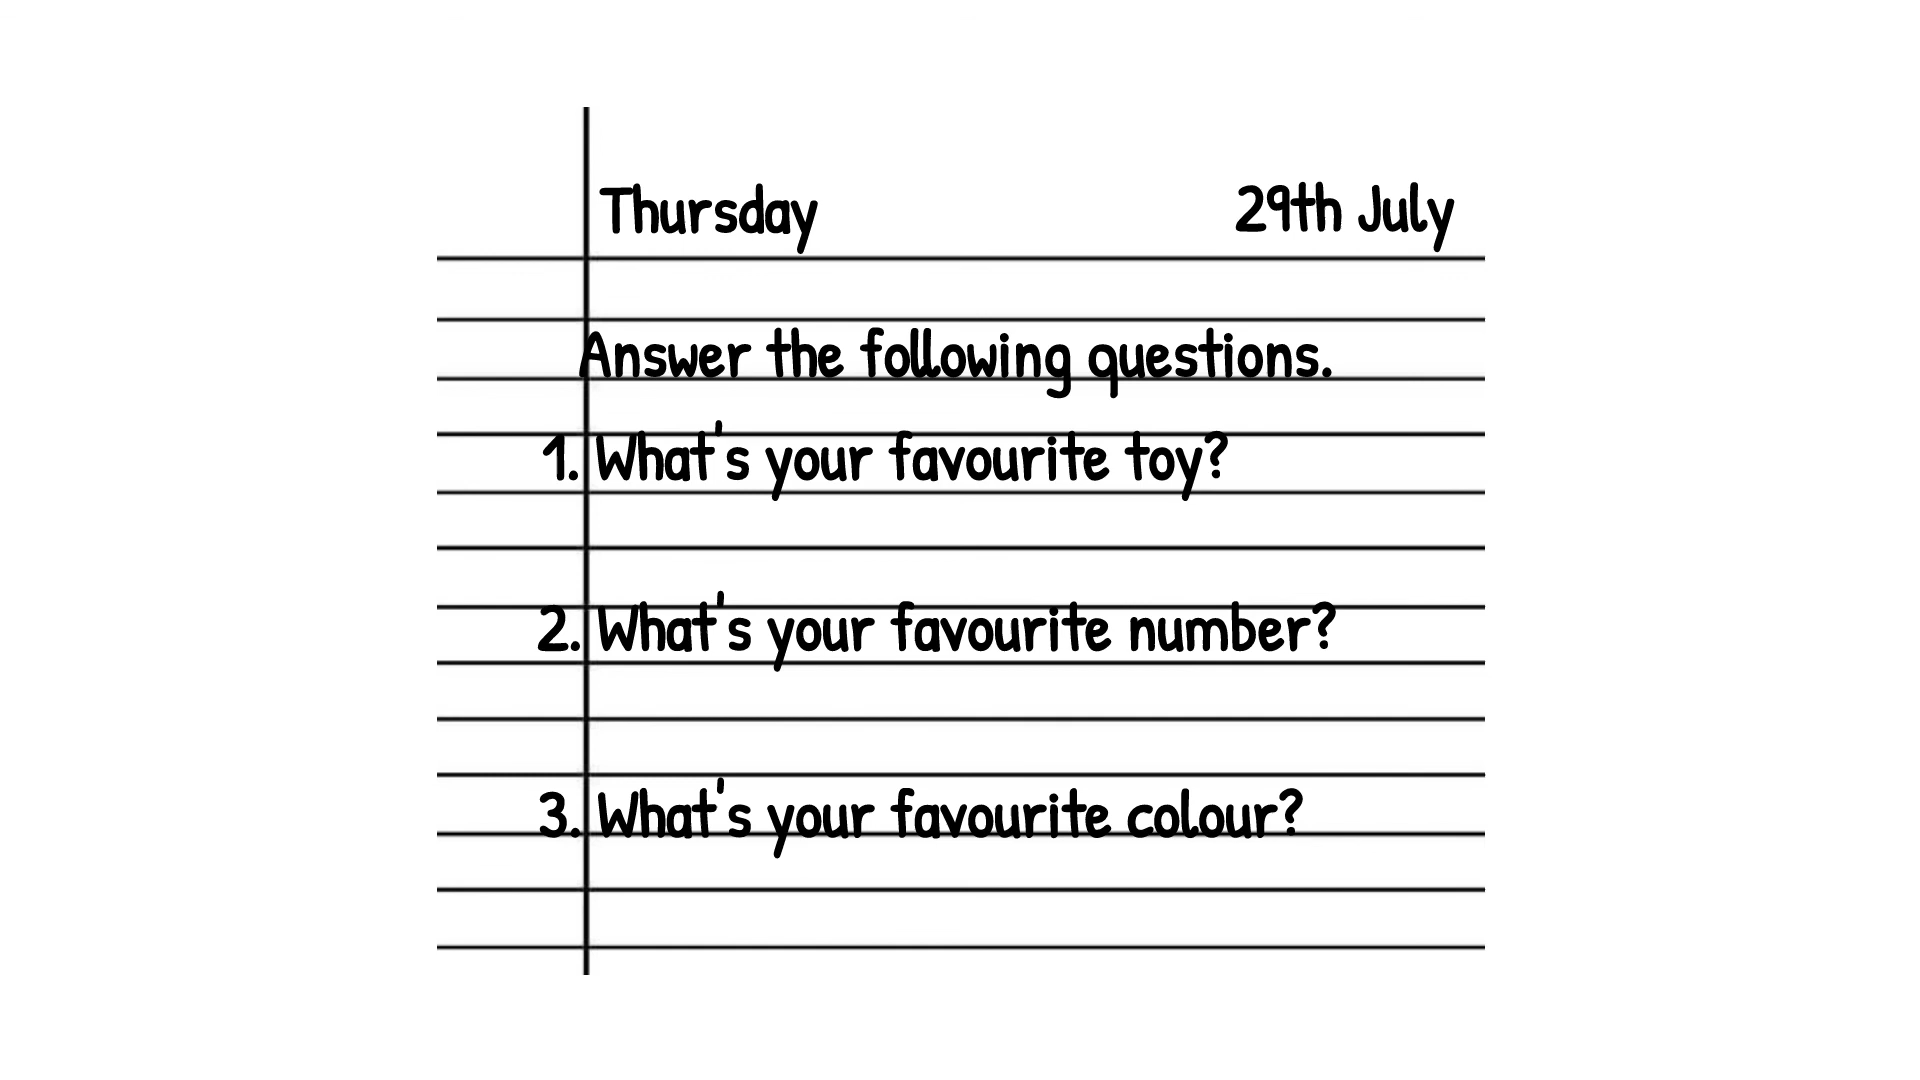 Thursday 29th July
Answer the following questions.
1. What's your favourite toy?
2. What's your favourite number?
3. What's your favourite colour?